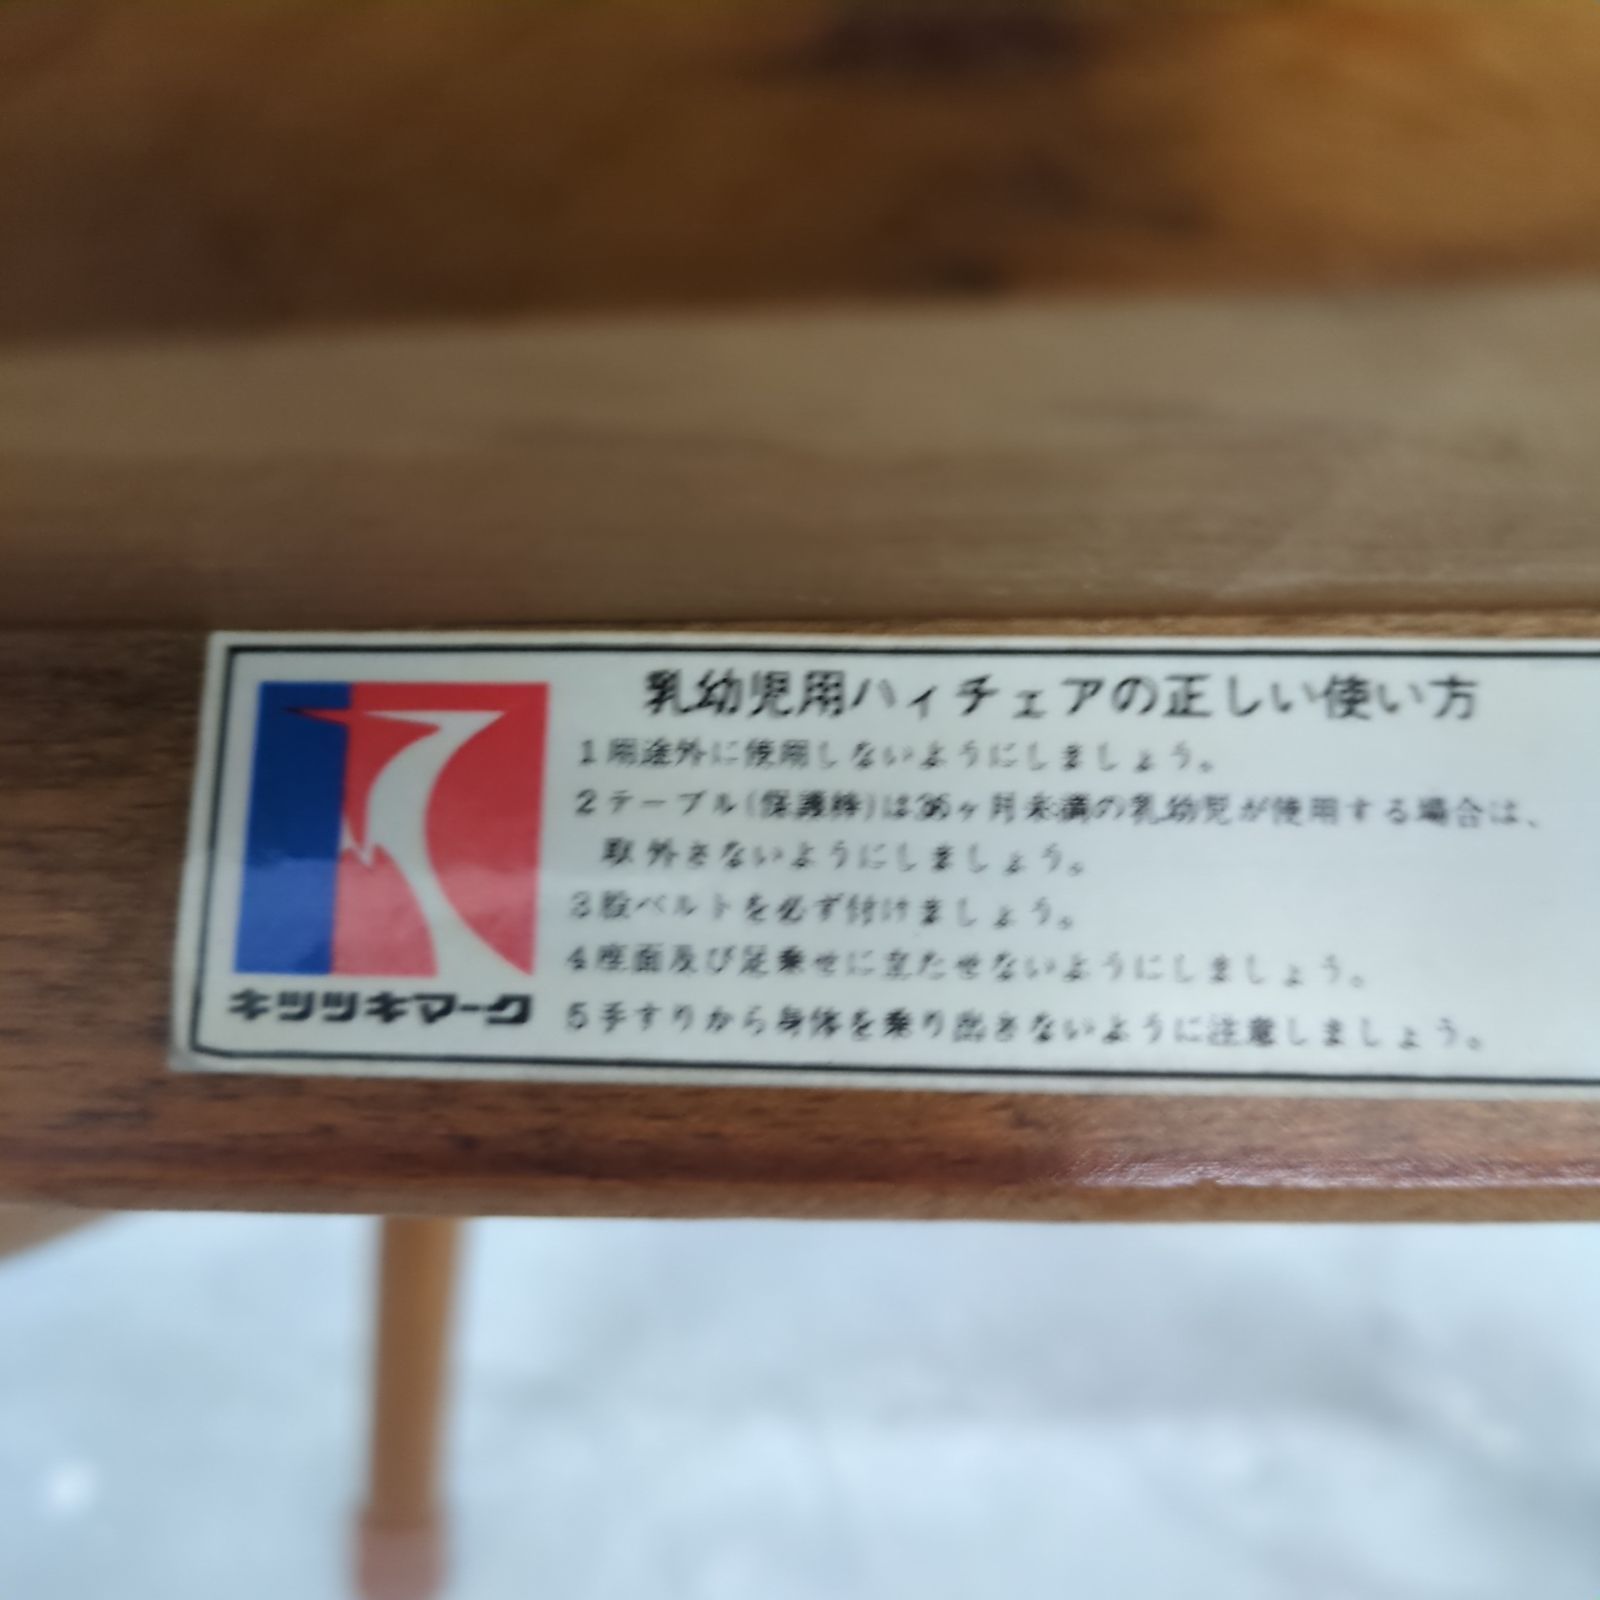 乳幼児用ハィチェアの正しい使い方
1用途外に使用しないようにしましょう。
2テーブル(保護枠)は36ヶ月未満の乳幼児が使用する場合は、
取外さないようにしましょう。
3股ベルトを必ず付けましょう。
4座面及び足乗せに立たせないようにしましょう。
5手すりから身体を乗り出さないように注意しましょう。
キツツキマーク